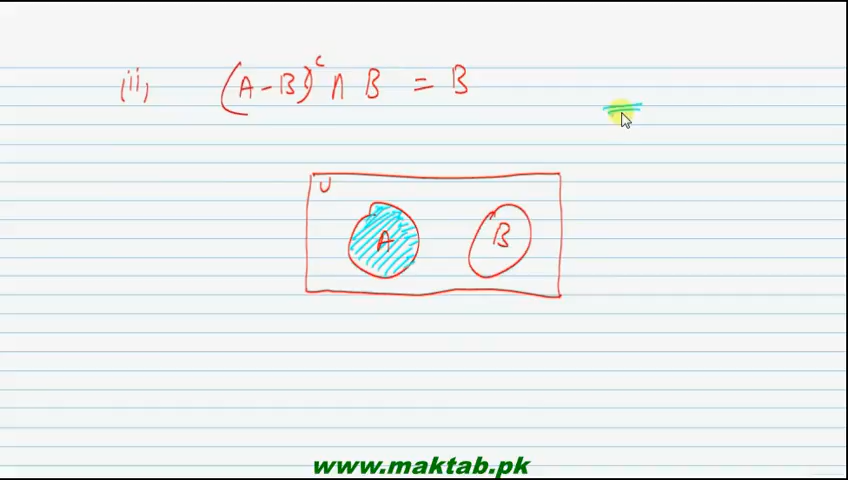 (ii) (A-B)ᶜ ∩ B = B
U
A B
www.maktab.pk